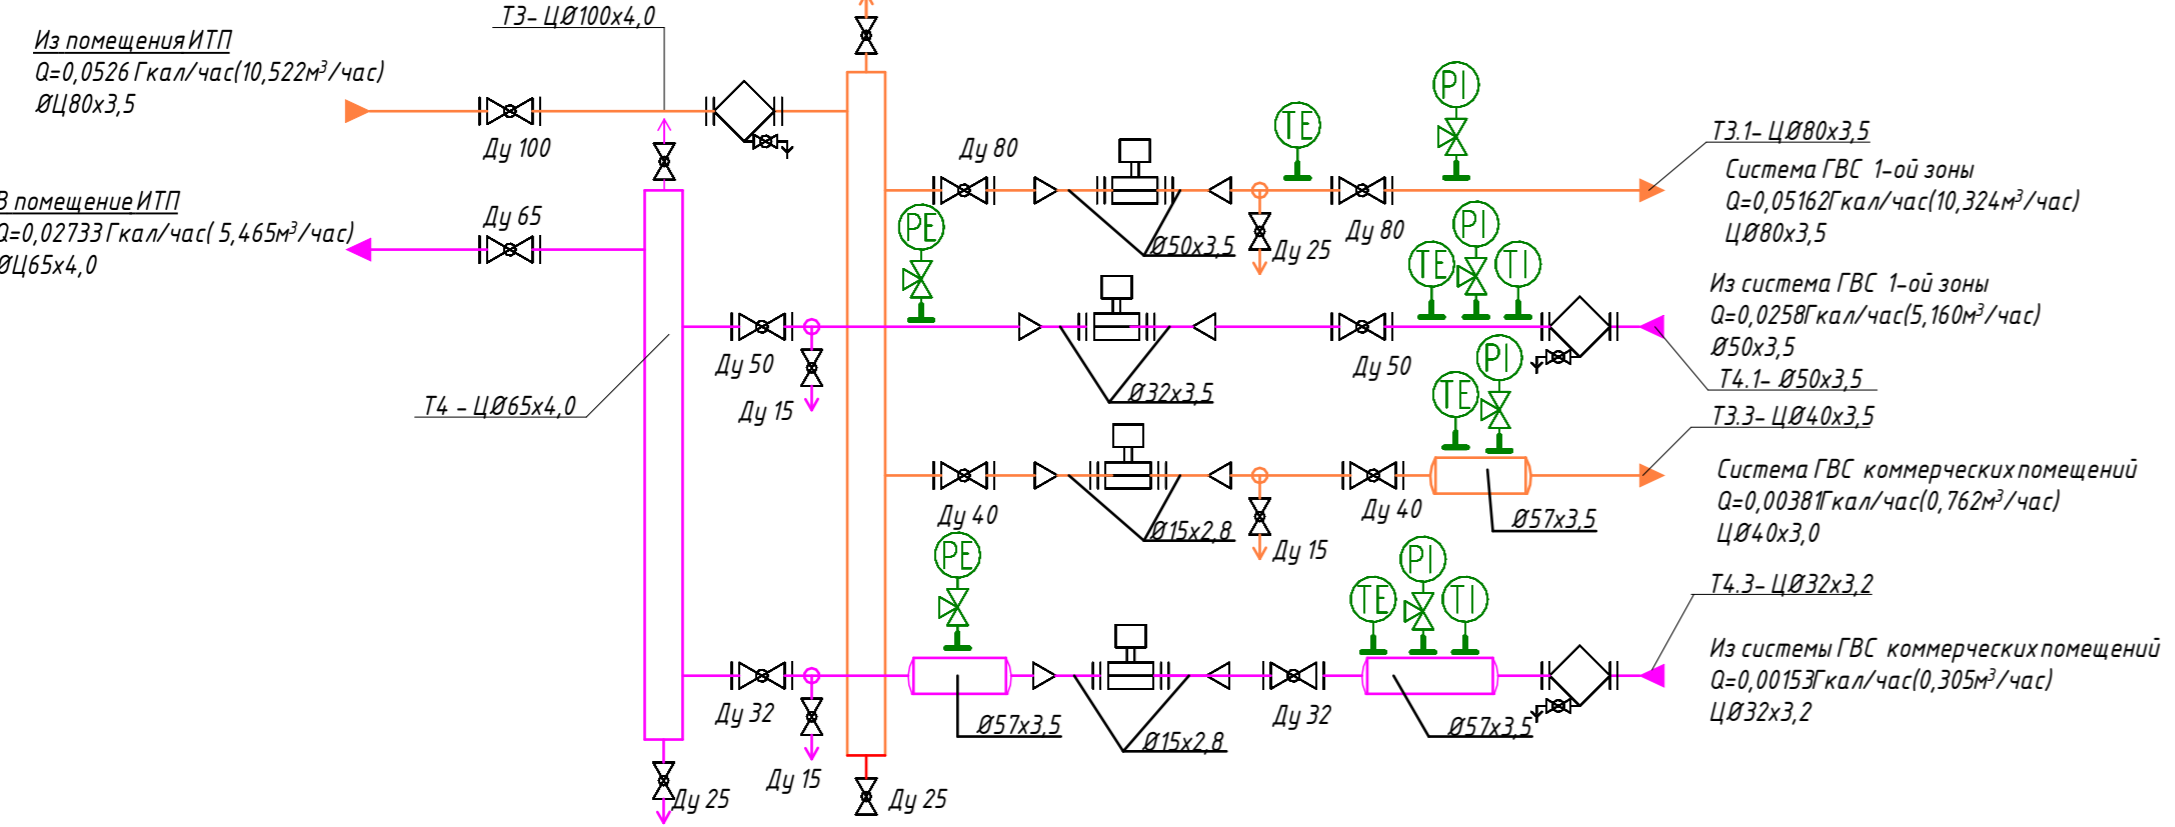 Т3- ЦØ100х4,0
Из помещения ИТП
Q=0,0526 Гкал/час(10,522м³/час)
ØЦ80х3,5
Ду 100
В помещение ИТП
Q=0,02733 Гкал/час( 5,465м³/час)
ØЦ65х4,0
Ду 65
Т4 - ЦØ65х4,0
Ду 80
Ø50х3,5
TE
Ду 25
PI
Ду 80
Т3.1- ЦØ80х3,5
Система ГВС 1-ой зоны
Q=0,05162Гкал/час(10,324м³/час)
ЦØ80х3,5
PE
Ду 50
Ду 15
Ø32х3,5
Ду 50
TE
PI
TI
Из система ГВС 1-ой зоны
Q=0,0258Гкал/час(5,160м³/час)
Ø50х3,5
Т4.1- Ø50х3,5
Ду 40
Ø15х2,8
Ду 15
Ду 40
TE
PI
Ø57х3,5
Т3.3- ЦØ40х3,5
Система ГВС коммерческих помещений
Q=0,00381Гкал/час(0,762м³/час)
ЦØ40х3,0
PE
Ду 32
Ду 15
Ø57х3,5
Ø15х2,8
Ду 32
TE
PI
TI
Ø57х3,5
Т4.3- ЦØ32х3,2
Из системы ГВС коммерческих помещений
Q=0,00153Гкал/час(0,305м³/час)
ЦØ32х3,2
Ду 25
Ду 25